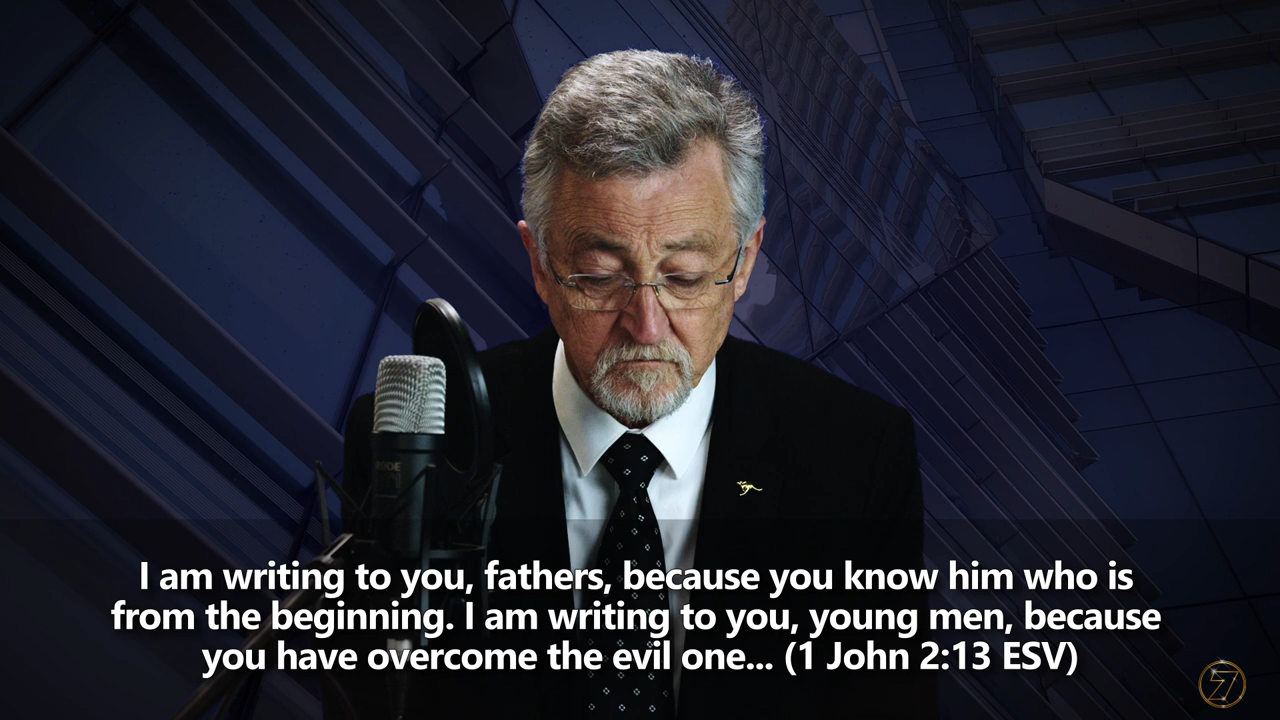 RODE
I am writing to you, fathers, because you know him who is
from the beginning. I am writing to you, young men, because
you have overcome the evil one... (1 John 2:13 ESV)